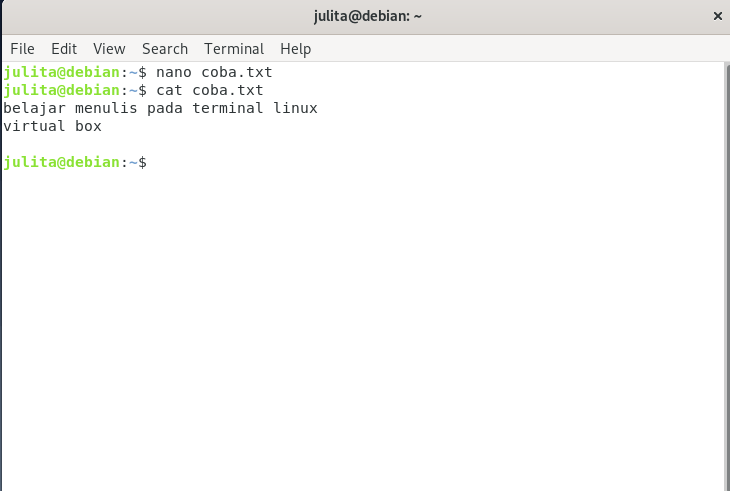 julita@debian: ~ ×
File Edit View Search Terminal Help
julita@debian:~$ nano coba.txt
julita@debian:~$ cat coba.txt
belajar menulis pada terminal linux
virtual box
julita@debian:~$